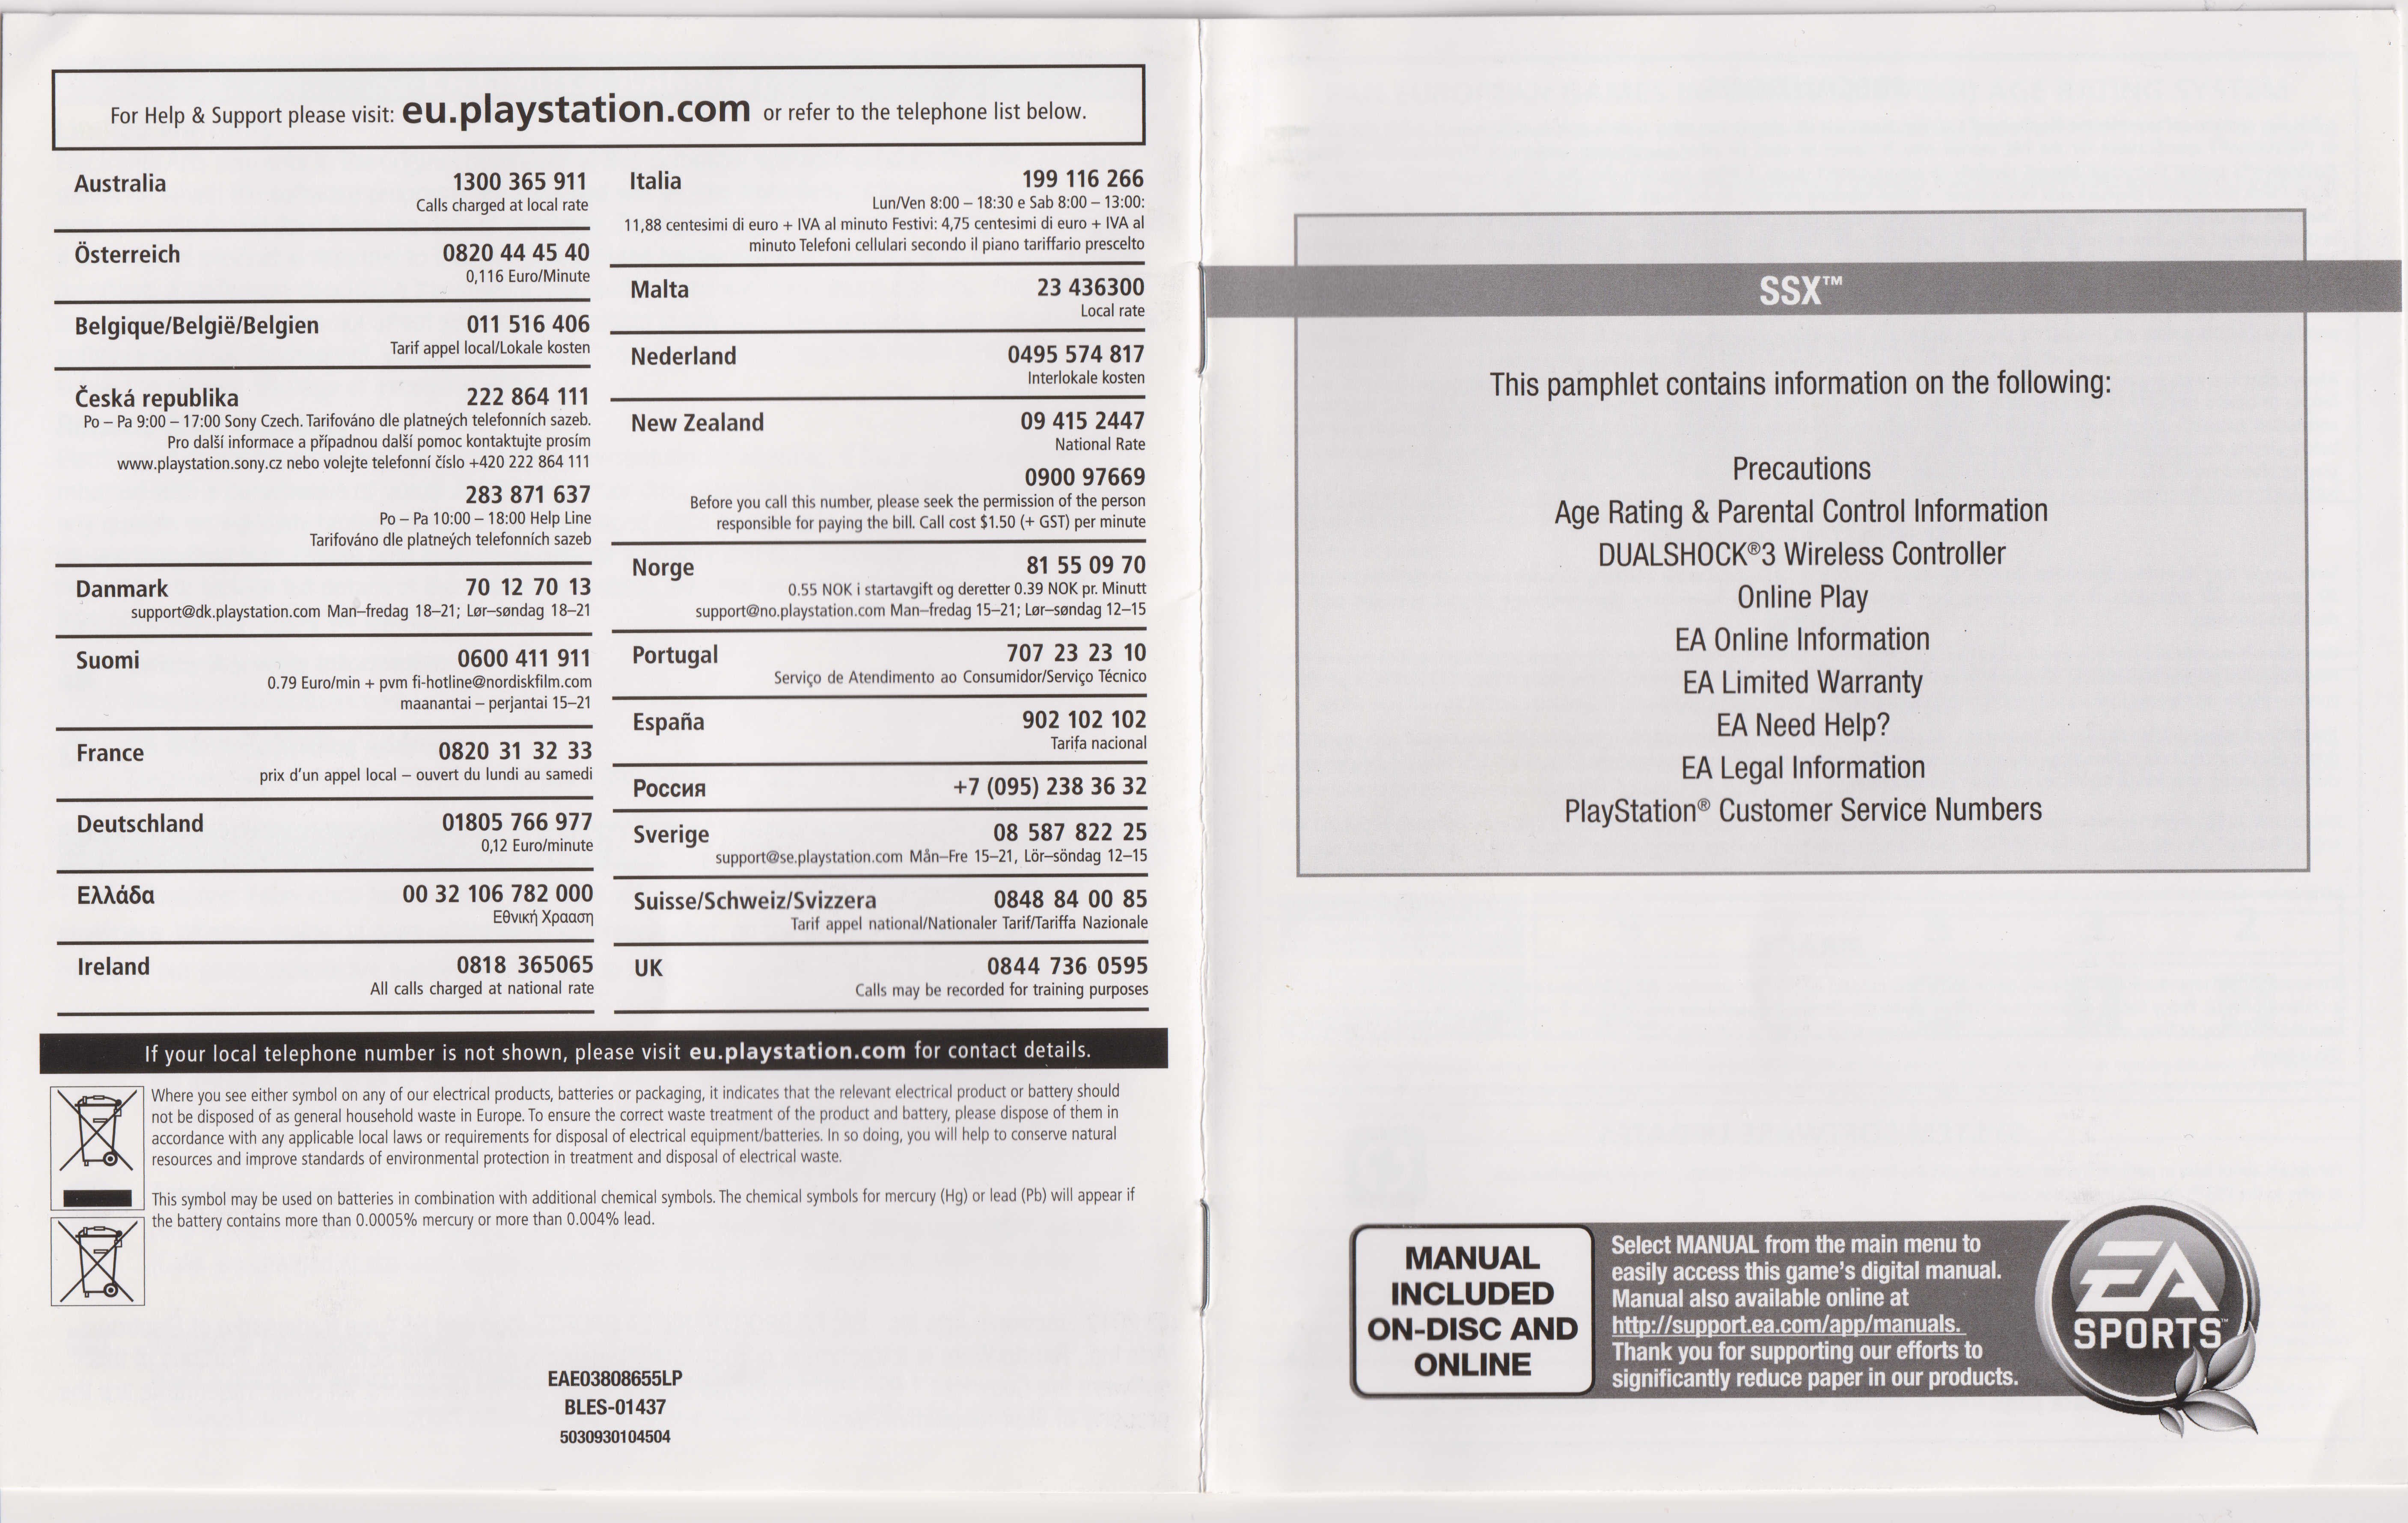 For Help & Support please visit: eu.playstation.com or refer to the telephone list below.
Australia 1300 365 911
Calls charged at local rate
Österreich 0820 44 45 40
0,116 Euro/Minute
Belgique/België/Belgien 011 516 406
Tarif appel local/Lokale kosten
Česká republika 222 864 111
Po – Pa 9:00 – 17:00 Sony Czech. Tarifováno dle platneých telefonních sazeb.
Pro další informace a případnou další pomoc kontaktujte prosím
www.playstation.sony.cz nebo volejte telefonní číslo +420 222 864 111
283 871 637
Po – Pa 10:00 – 18:00 Help Line
Tarifováno dle platneých telefonních sazeb
Danmark 70 12 70 13
support@dk.playstation.com Man–fredag 18–21; Lør–søndag 18–21
Suomi 0600 411 911
0.79 Euro/min + pvm fi-hotline@nordiskfilm.com
maanantai – perjantai 15–21
France 0820 31 32 33
prix d'un appel local – ouvert du lundi au samedi
Deutschland 01805 766 977
0,12 Euro/minute
Ελλάδα 00 32 106 782 000
Εθνική Χρααση
Ireland 0818 365065
All calls charged at national rate
Italia 199 116 266
Lun/Ven 8:00 – 18:30 e Sab 8:00 – 13:00:
11,88 centesimi di euro + IVA al minuto Festivi: 4,75 centesimi di euro + IVA al
minuto Telefoni cellulari secondo il piano tariffario prescelto
Malta 23 436300
Local rate
Nederland 0495 574 817
Interlokale kosten
New Zealand 09 415 2447
National Rate
0900 97669
Before you call this number, please seek the permission of the person
responsible for paying the bill. Call cost $1.50 (+ GST) per minute
Norge 81 55 09 70
0.55 NOK i startavgift og deretter 0.39 NOK pr. Minutt
support@no.playstation.com Man–fredag 15–21; Lør–søndag 12–15
Portugal 707 23 23 10
Serviço de Atendimento ao Consumidor/Serviço Técnico
España 902 102 102
Tarifa nacional
Россия +7 (095) 238 36 32
Sverige 08 587 822 25
support@se.playstation.com Mån–Fre 15–21, Lör–söndag 12–15
Suisse/Schweiz/Svizzera 0848 84 00 85
Tarif appel national/Nationaler Tarif/Tariffa Nazionale
UK 0844 736 0595
Calls may be recorded for training purposes
If your local telephone number is not shown, please visit eu.playstation.com for contact details.
Where you see either symbol on any of our electrical products, batteries or packaging, it indicates that the relevant electrical product or battery should
not be disposed of as general household waste in Europe. To ensure the correct waste treatment of the product and battery, please dispose of them in
accordance with any applicable local laws or requirements for disposal of electrical equipment/batteries. In so doing, you will help to conserve natural
resources and improve standards of environmental protection in treatment and disposal of electrical waste.
This symbol may be used on batteries in combination with additional chemical symbols. The chemical symbols for mercury (Hg) or lead (Pb) will appear if
the battery contains more than 0.0005% mercury or more than 0.004% lead.
EAE03808655LP
BLES-01437
5030930104504
SSX™
This pamphlet contains information on the following:
Precautions
Age Rating & Parental Control Information
DUALSHOCK®3 Wireless Controller
Online Play
EA Online Information
EA Limited Warranty
EA Need Help?
EA Legal Information
PlayStation® Customer Service Numbers
MANUAL
INCLUDED
ON-DISC AND
ONLINE
Select MANUAL from the main menu to
easily access this game's digital manual.
Manual also available online at
http://support.ea.com/app/manuals.
Thank you for supporting our efforts to
significantly reduce paper in our products.
EA
SPORTS™